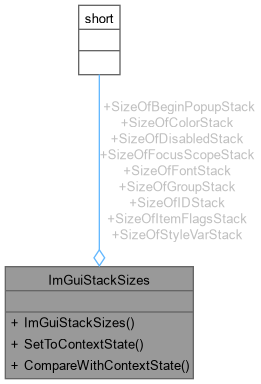 short
+SizeOfBeginPopupStack
+SizeOfColorStack
+SizeOfDisabledStack
+SizeOfFocusScopeStack
+SizeOfFontStack
+SizeOfGroupStack
+SizeOfIDStack
+SizeOfItemFlagsStack
+SizeOfStyleVarStack
ImGuiStackSizes
+ ImGuiStackSizes()
+ SetToContextState()
+ CompareWithContextState()